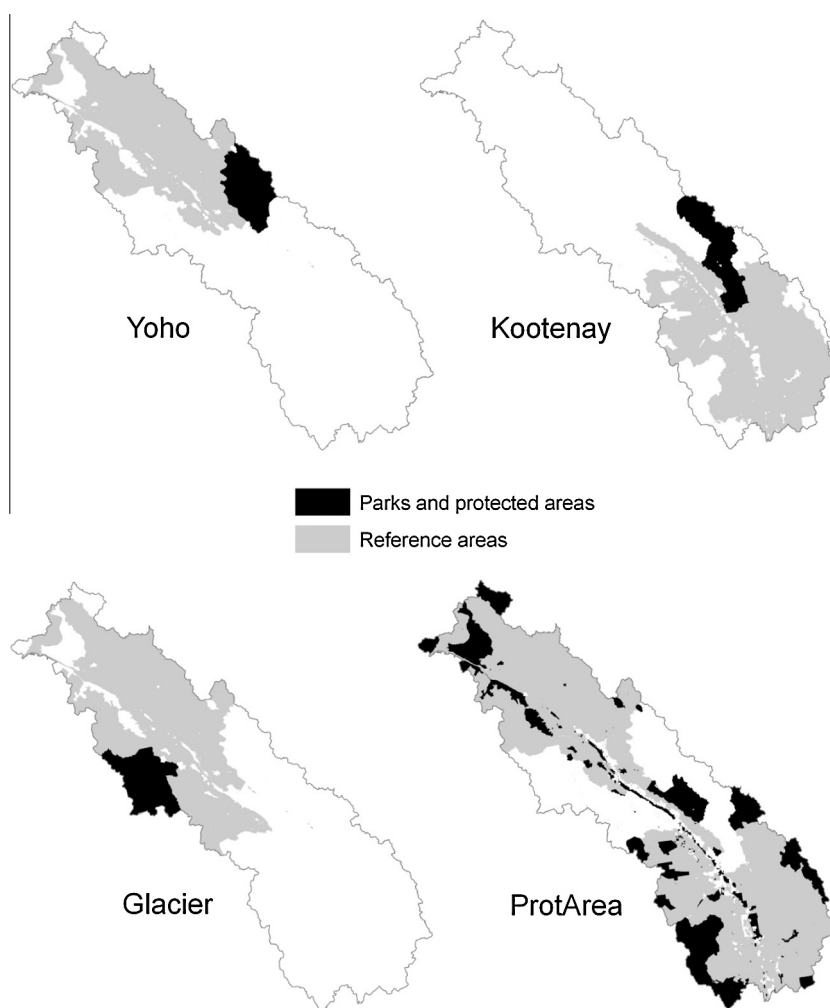 Yoho
Kootenay
Parks and protected areas
Reference areas
Glacier
ProtArea